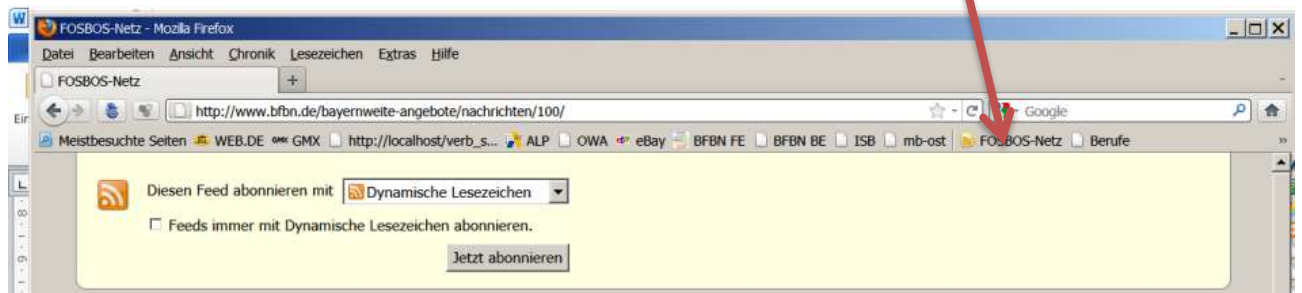 W
FOSBOS-Netz - Mozilla Firefox
Datei Bearbeiten Ansicht Chronik Lesezeichen Extras Hilfe
FOSBOS-Netz +
http://www.bfbn.de/bayernweite-angebote/nachrichten/100/ Google
Meistbesuchte Seiten WEB.DE GMX http://localhost/verb_s... ALP OWA eBay BFBN FE BFBN BE ISB mb-ost FOSBOS-Netz Berufe »
Diesen Feed abonnieren mit Dynamische Lesezeichen
Feeds immer mit Dynamische Lesezeichen abonnieren.
Jetzt abonnieren